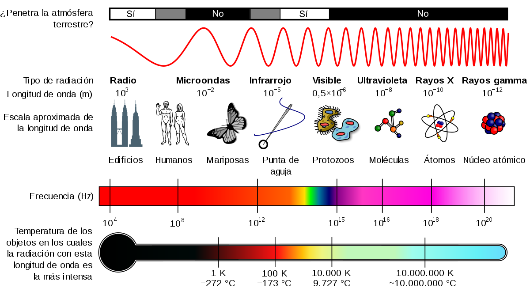 ¿Penetra la atmósfera
terrestre?
Sí No Sí No
Tipo de radiación Radio Microondas Infrarrojo Visible Ultravioleta Rayos X Rayos gamma
Longitud de onda (m) 10³ 10⁻² 10⁻⁵ 0,5×10⁻⁶ 10⁻⁸ 10⁻¹⁰ 10⁻¹²
Escala aproximada de
la longitud de onda
Edificios Humanos Mariposas Punta de
aguja Protozoos Moléculas Átomos Núcleo atómico
Frecuencia (Hz)
10⁴ 10⁸ 10¹² 10¹⁵ 10¹⁶ 10¹⁸ 10²⁰
Temperatura de los
objetos en los cuales
la radiación con esta
longitud de onda es
la más intensa
1 K 100 K 10.000 K 10.000.000 K
-272 °C -173 °C 9.727 °C ~10.000.000 °C